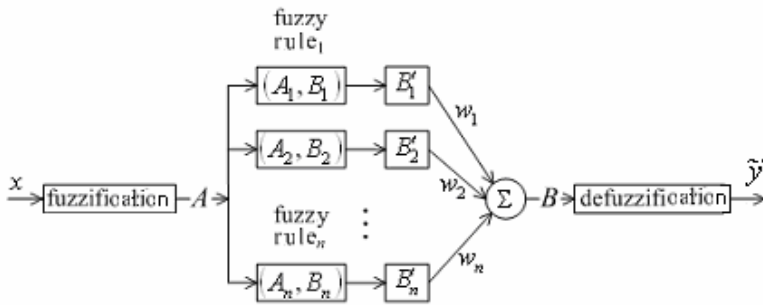 fuzzy
rule₁
(A₁, B₁)
B′₁
w₁
(A₂, B₂)
B′₂
w₂
x
fuzzification
A
Σ
B
defuzzification
ỹ
fuzzy
ruleₙ
⋮
(Aₙ, Bₙ)
B′ₙ
wₙ